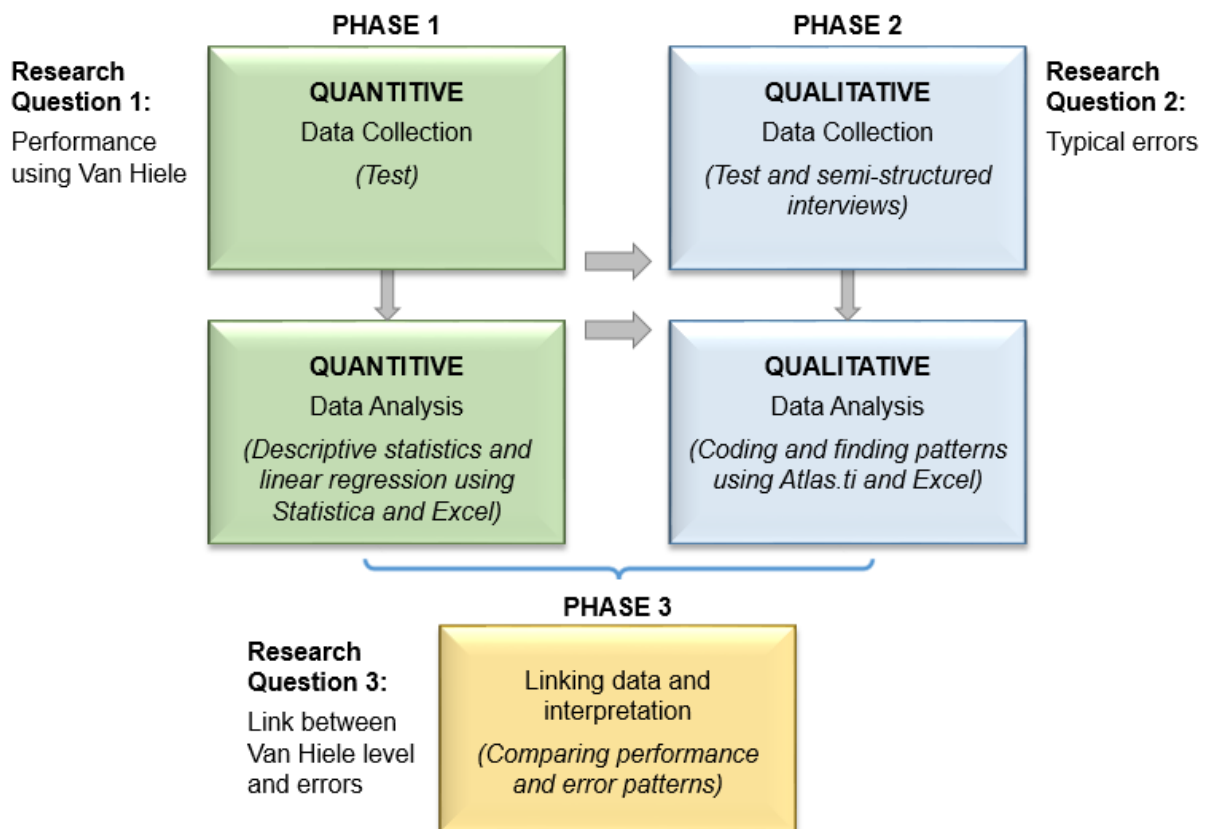 PHASE 1
PHASE 2
Research
Question 1:
Performance
using Van Hiele
QUANTITIVE
Data Collection
(Test)
QUALITATIVE
Data Collection
(Test and semi-structured
interviews)
Research
Question 2:
Typical errors
QUANTITIVE
Data Analysis
(Descriptive statistics and
linear regression using
Statistica and Excel)
QUALITATIVE
Data Analysis
(Coding and finding patterns
using Atlas.ti and Excel)
PHASE 3
Research
Question 3:
Link between
Van Hiele level
and errors
Linking data and
interpretation
(Comparing performance
and error patterns)